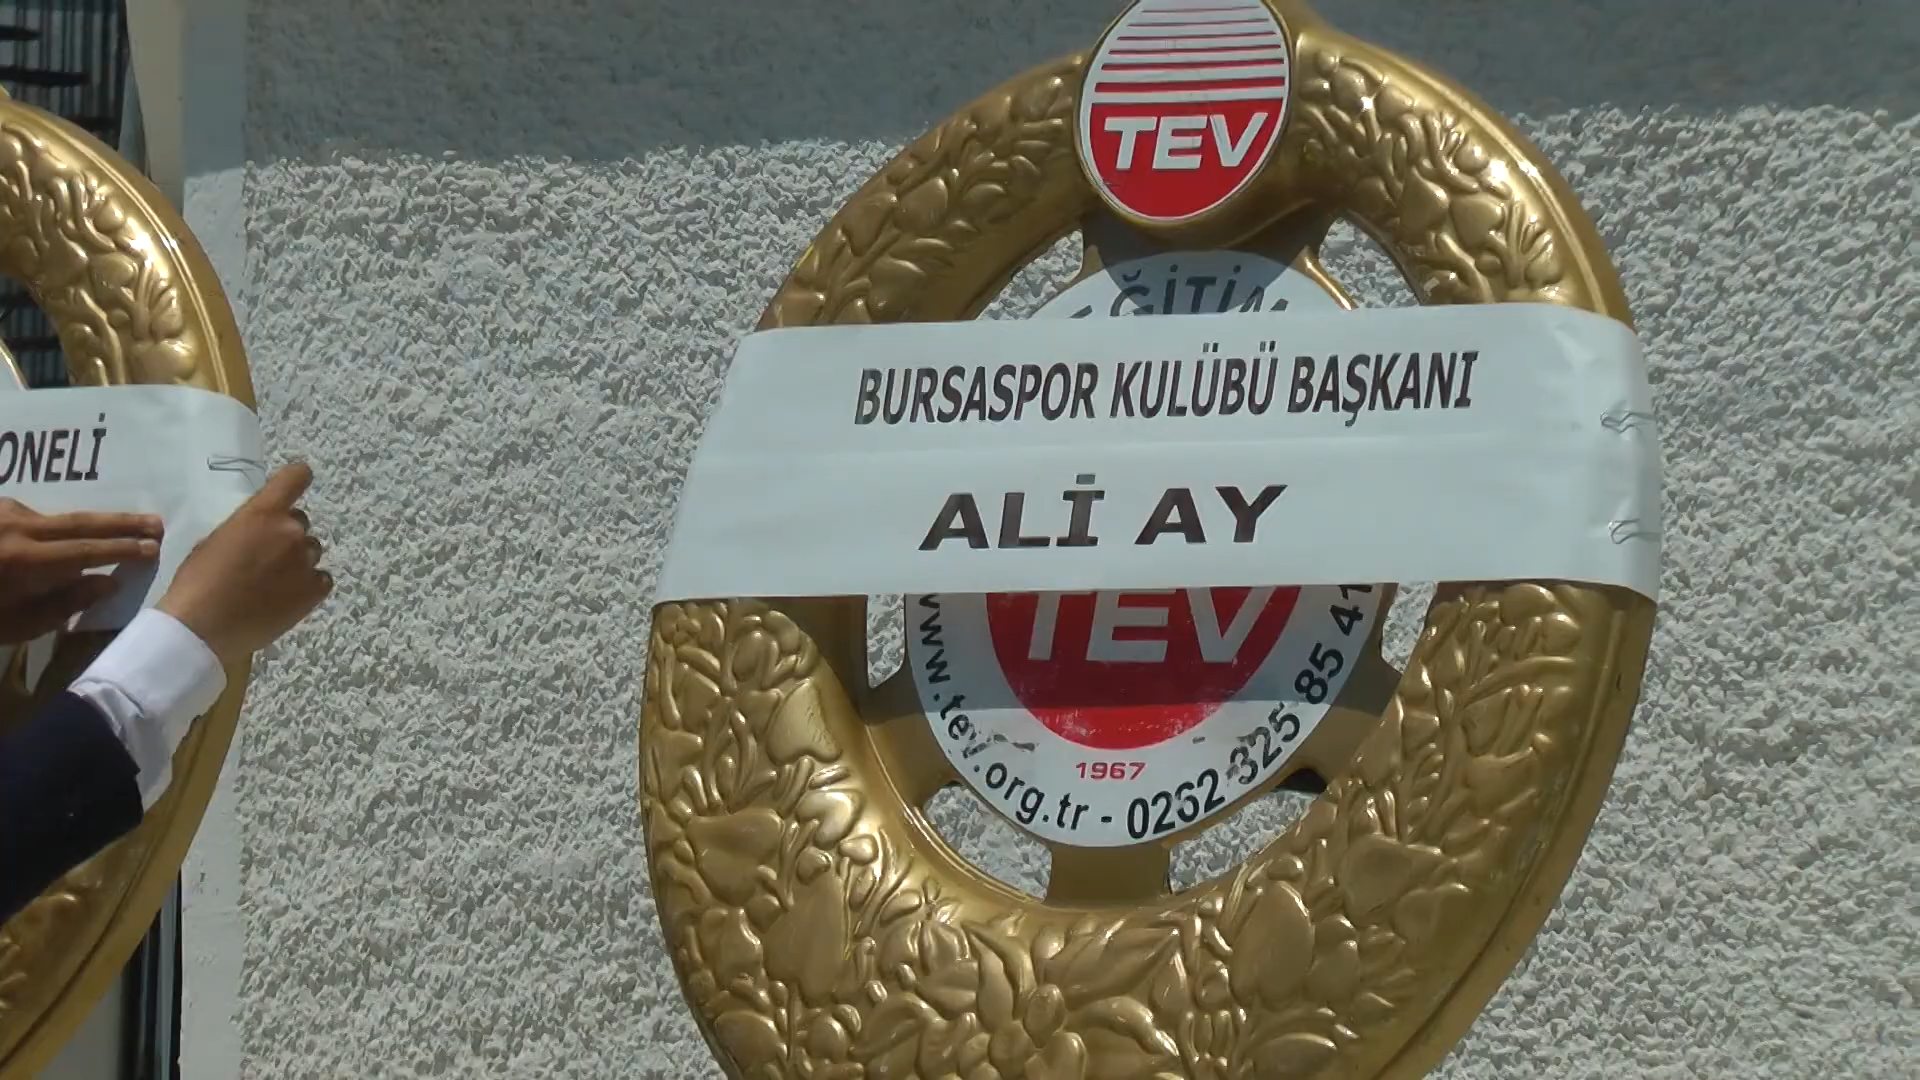 TEV
EĞİTİM
BURSASPOR KULÜBÜ BAŞKANI
ALİ AY
ONELİ
TEV
1967
www.tev.org.tr - 0262 325 85 41